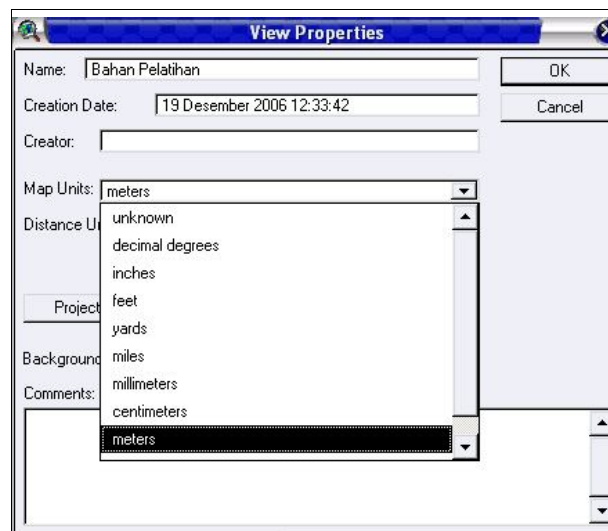 View Properties
Name: Bahan Pelatihan
OK
Creation Date: 19 Desember 2006 12:33:42
Cancel
Creator:
Map Units: meters
unknown
Distance U
decimal degrees
inches
feet
Project
yards
Background
miles
millimeters
Comments:
centimeters
meters